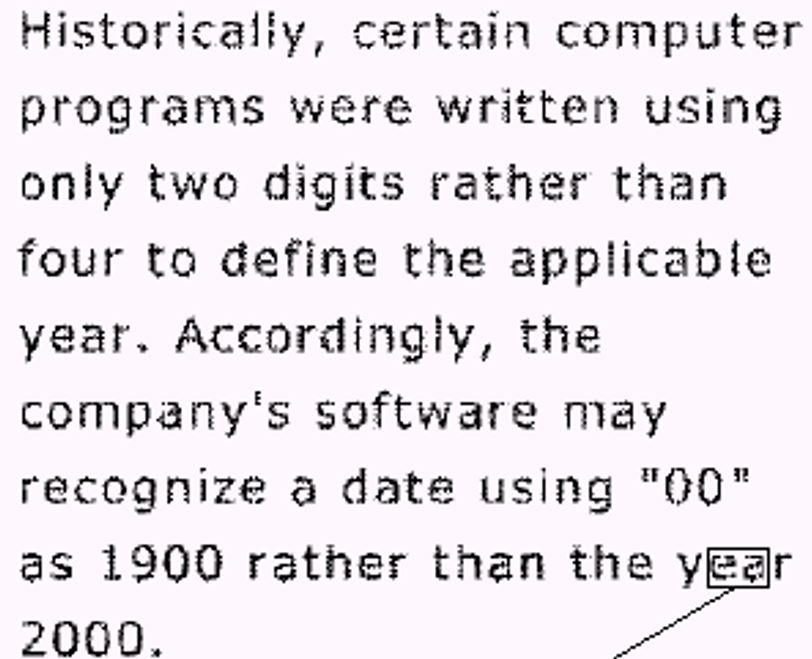 Historically, certain computer
programs were written using
only two digits rather than
four to define the applicable
year. Accordingly, the
company's software may
recognize a date using "00"
as 1900 rather than the year
2000.